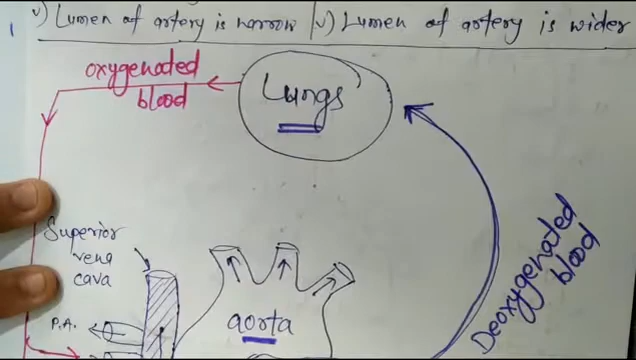 v) Lumen of artery is narrow
v) Lumen of artery is wider
oxygenated
blood
Lungs
Superior
vena
cava
P.A.
aorta
Deoxygenated
blood